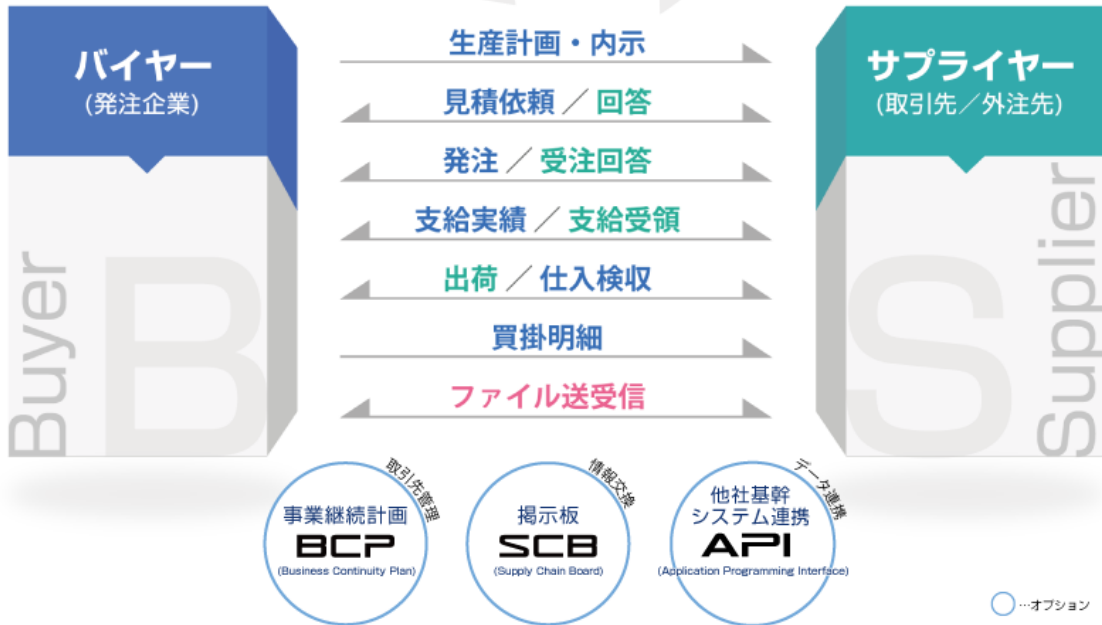 バイヤー
(発注企業)
サプライヤー
(取引先／外注先)
生産計画・内示
見積依頼 ／ 回答
発注 ／ 受注回答
支給実績 ／ 支給受領
出荷 ／ 仕入検収
買掛明細
ファイル送受信
Buyer
B
S
Supplier
取引先管理
事業継続計画
BCP
(Business Continuity Plan)
情報交換
掲示板
SCB
(Supply Chain Board)
データ連携
他社基幹
システム連携
API
(Application Programming Interface)
…オプション